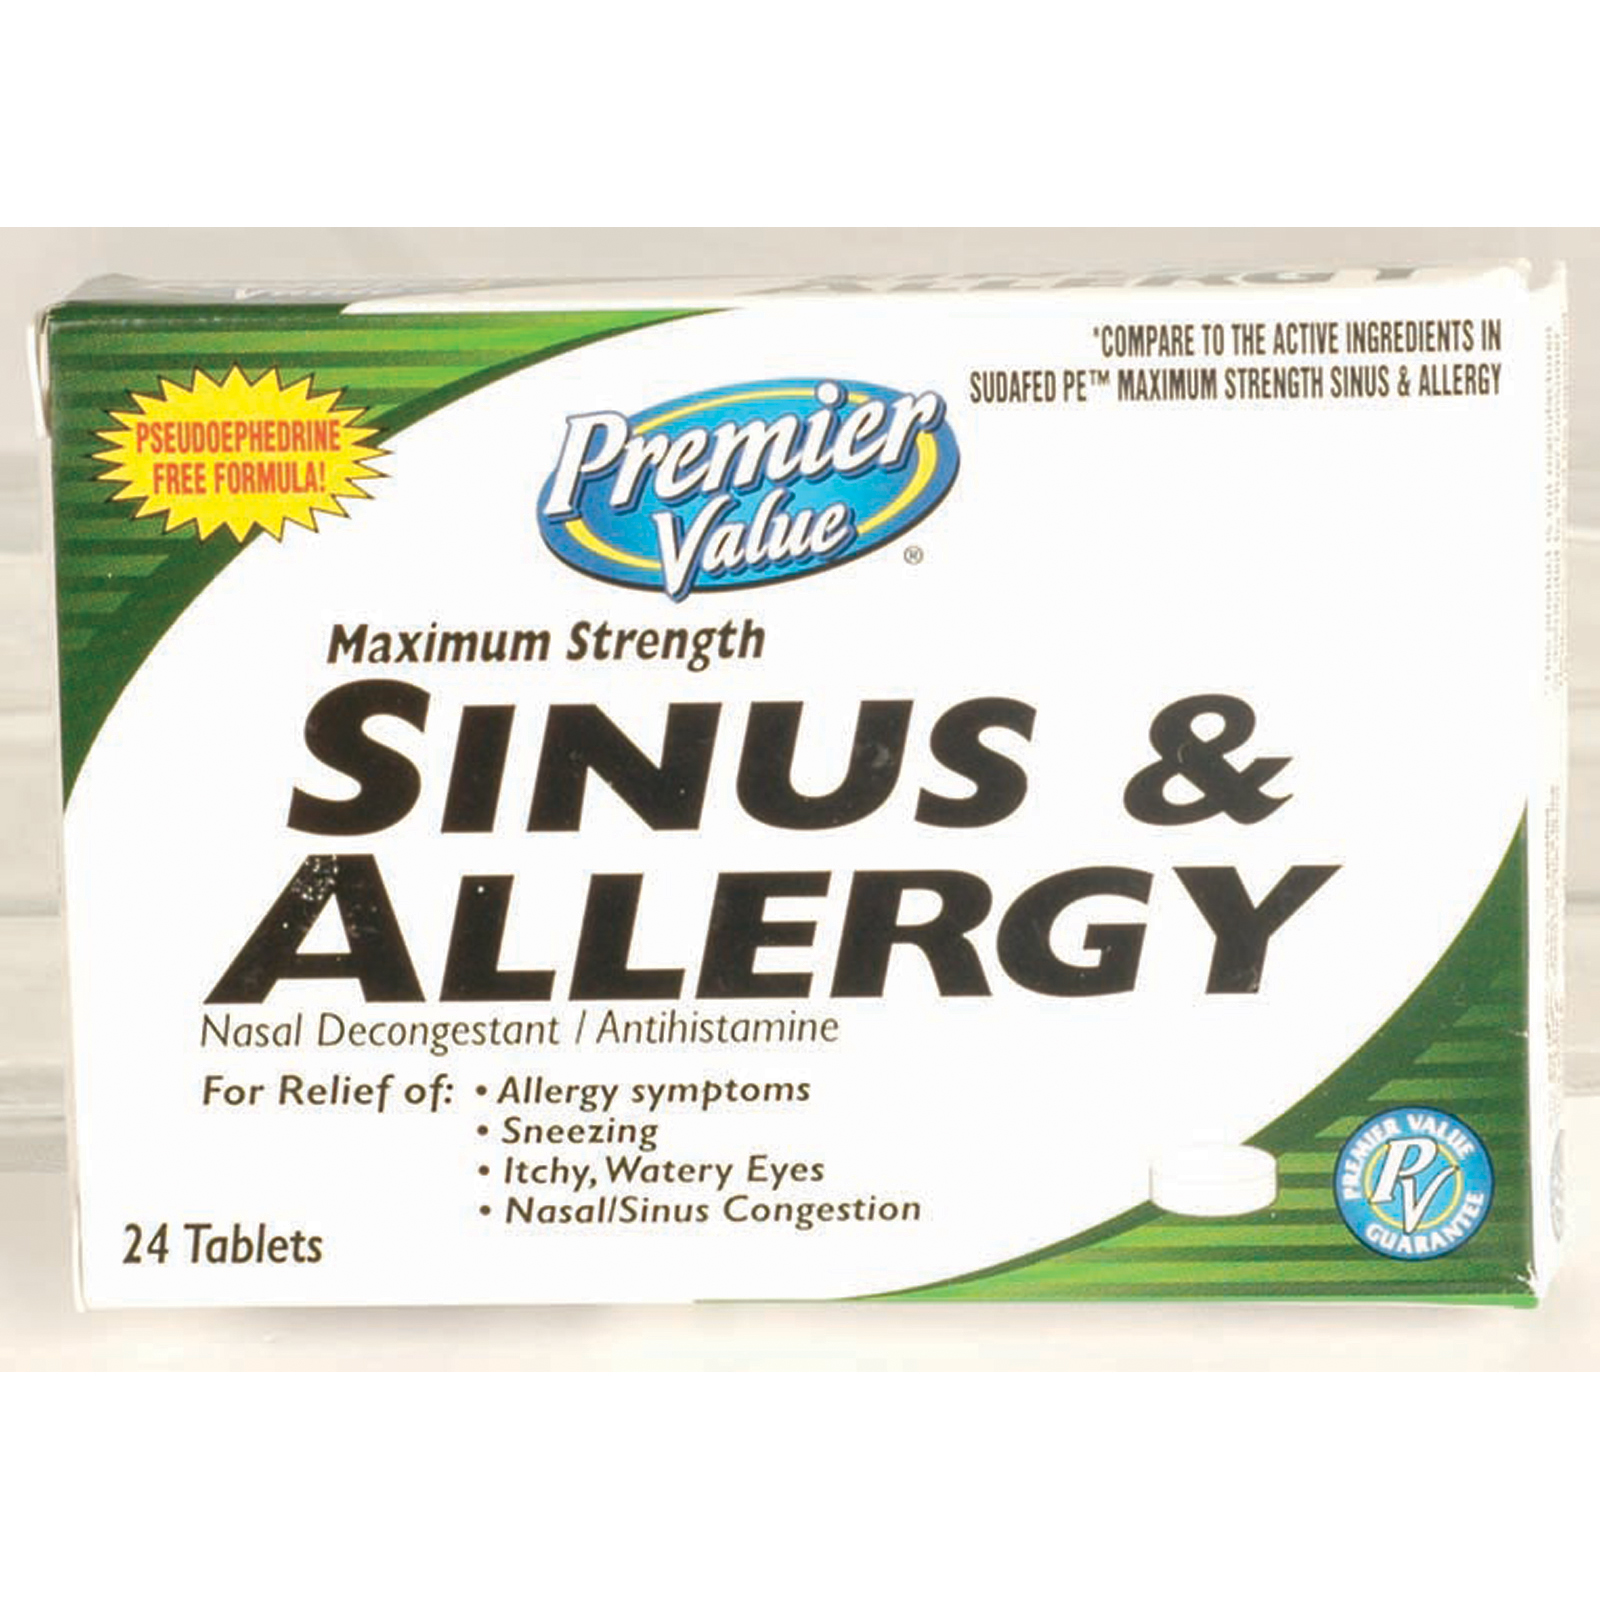 ALLERGY
*COMPARE TO THE ACTIVE INGREDIENTS IN
SUDAFED PE™ MAXIMUM STRENGTH SINUS & ALLERGY
PSEUDOEPHEDRINE
FREE FORMULA!
Premier
Value
®
Maximum Strength
SINUS &
ALLERGY
Nasal Decongestant / Antihistamine
For Relief of: • Allergy symptoms
• Sneezing
• Itchy, Watery Eyes
• Nasal/Sinus Congestion
24 Tablets
PREMIER VALUE
PV
GUARANTEE